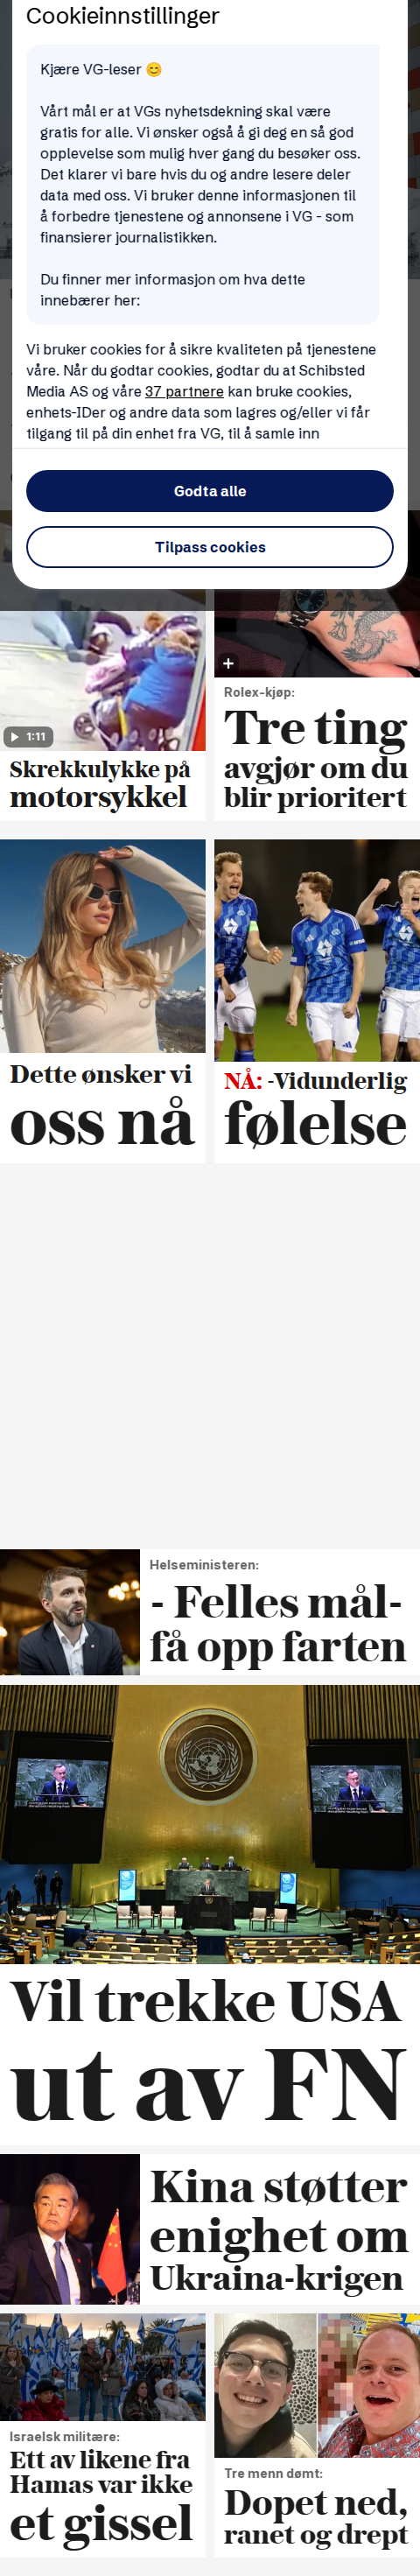 Cookieinnstillinger
Kjære VG-leser 😊
Vårt mål er at VGs nyhetsdekning skal være
gratis for alle. Vi ønsker også å gi deg en så god
opplevelse som mulig hver gang du besøker oss.
Det klarer vi bare hvis du og andre lesere deler
data med oss. Vi bruker denne informasjonen til
å forbedre tjenestene og annonsene i VG - som
finansierer journalistikken.
Du finner mer informasjon om hva dette
innebærer her:
Vi bruker cookies for å sikre kvaliteten på tjenestene
våre. Når du godtar cookies, godtar du at Schibsted
Media AS og våre 37 partnere kan bruke cookies,
enhets-IDer og andre data som lagres og/eller vi får
tilgang til på din enhet fra VG, til å samle inn
Godta alle
Tilpass cookies
1:11
Skrekkulykke på
motorsykkel
Rolex-kjøp:
Tre ting
avgjør om du
blir prioritert
Dette ønsker vi
oss nå
NÅ: -Vidunderlig
følelse
Helseministeren:
- Felles mål-
få opp farten
Vil trekke USA
ut av FN
Kina støtter
enighet om
Ukraina-krigen
Israelsk militære:
Ett av likene fra
Hamas var ikke
et gissel
Tre menn dømt:
Dopet ned,
ranet og drept